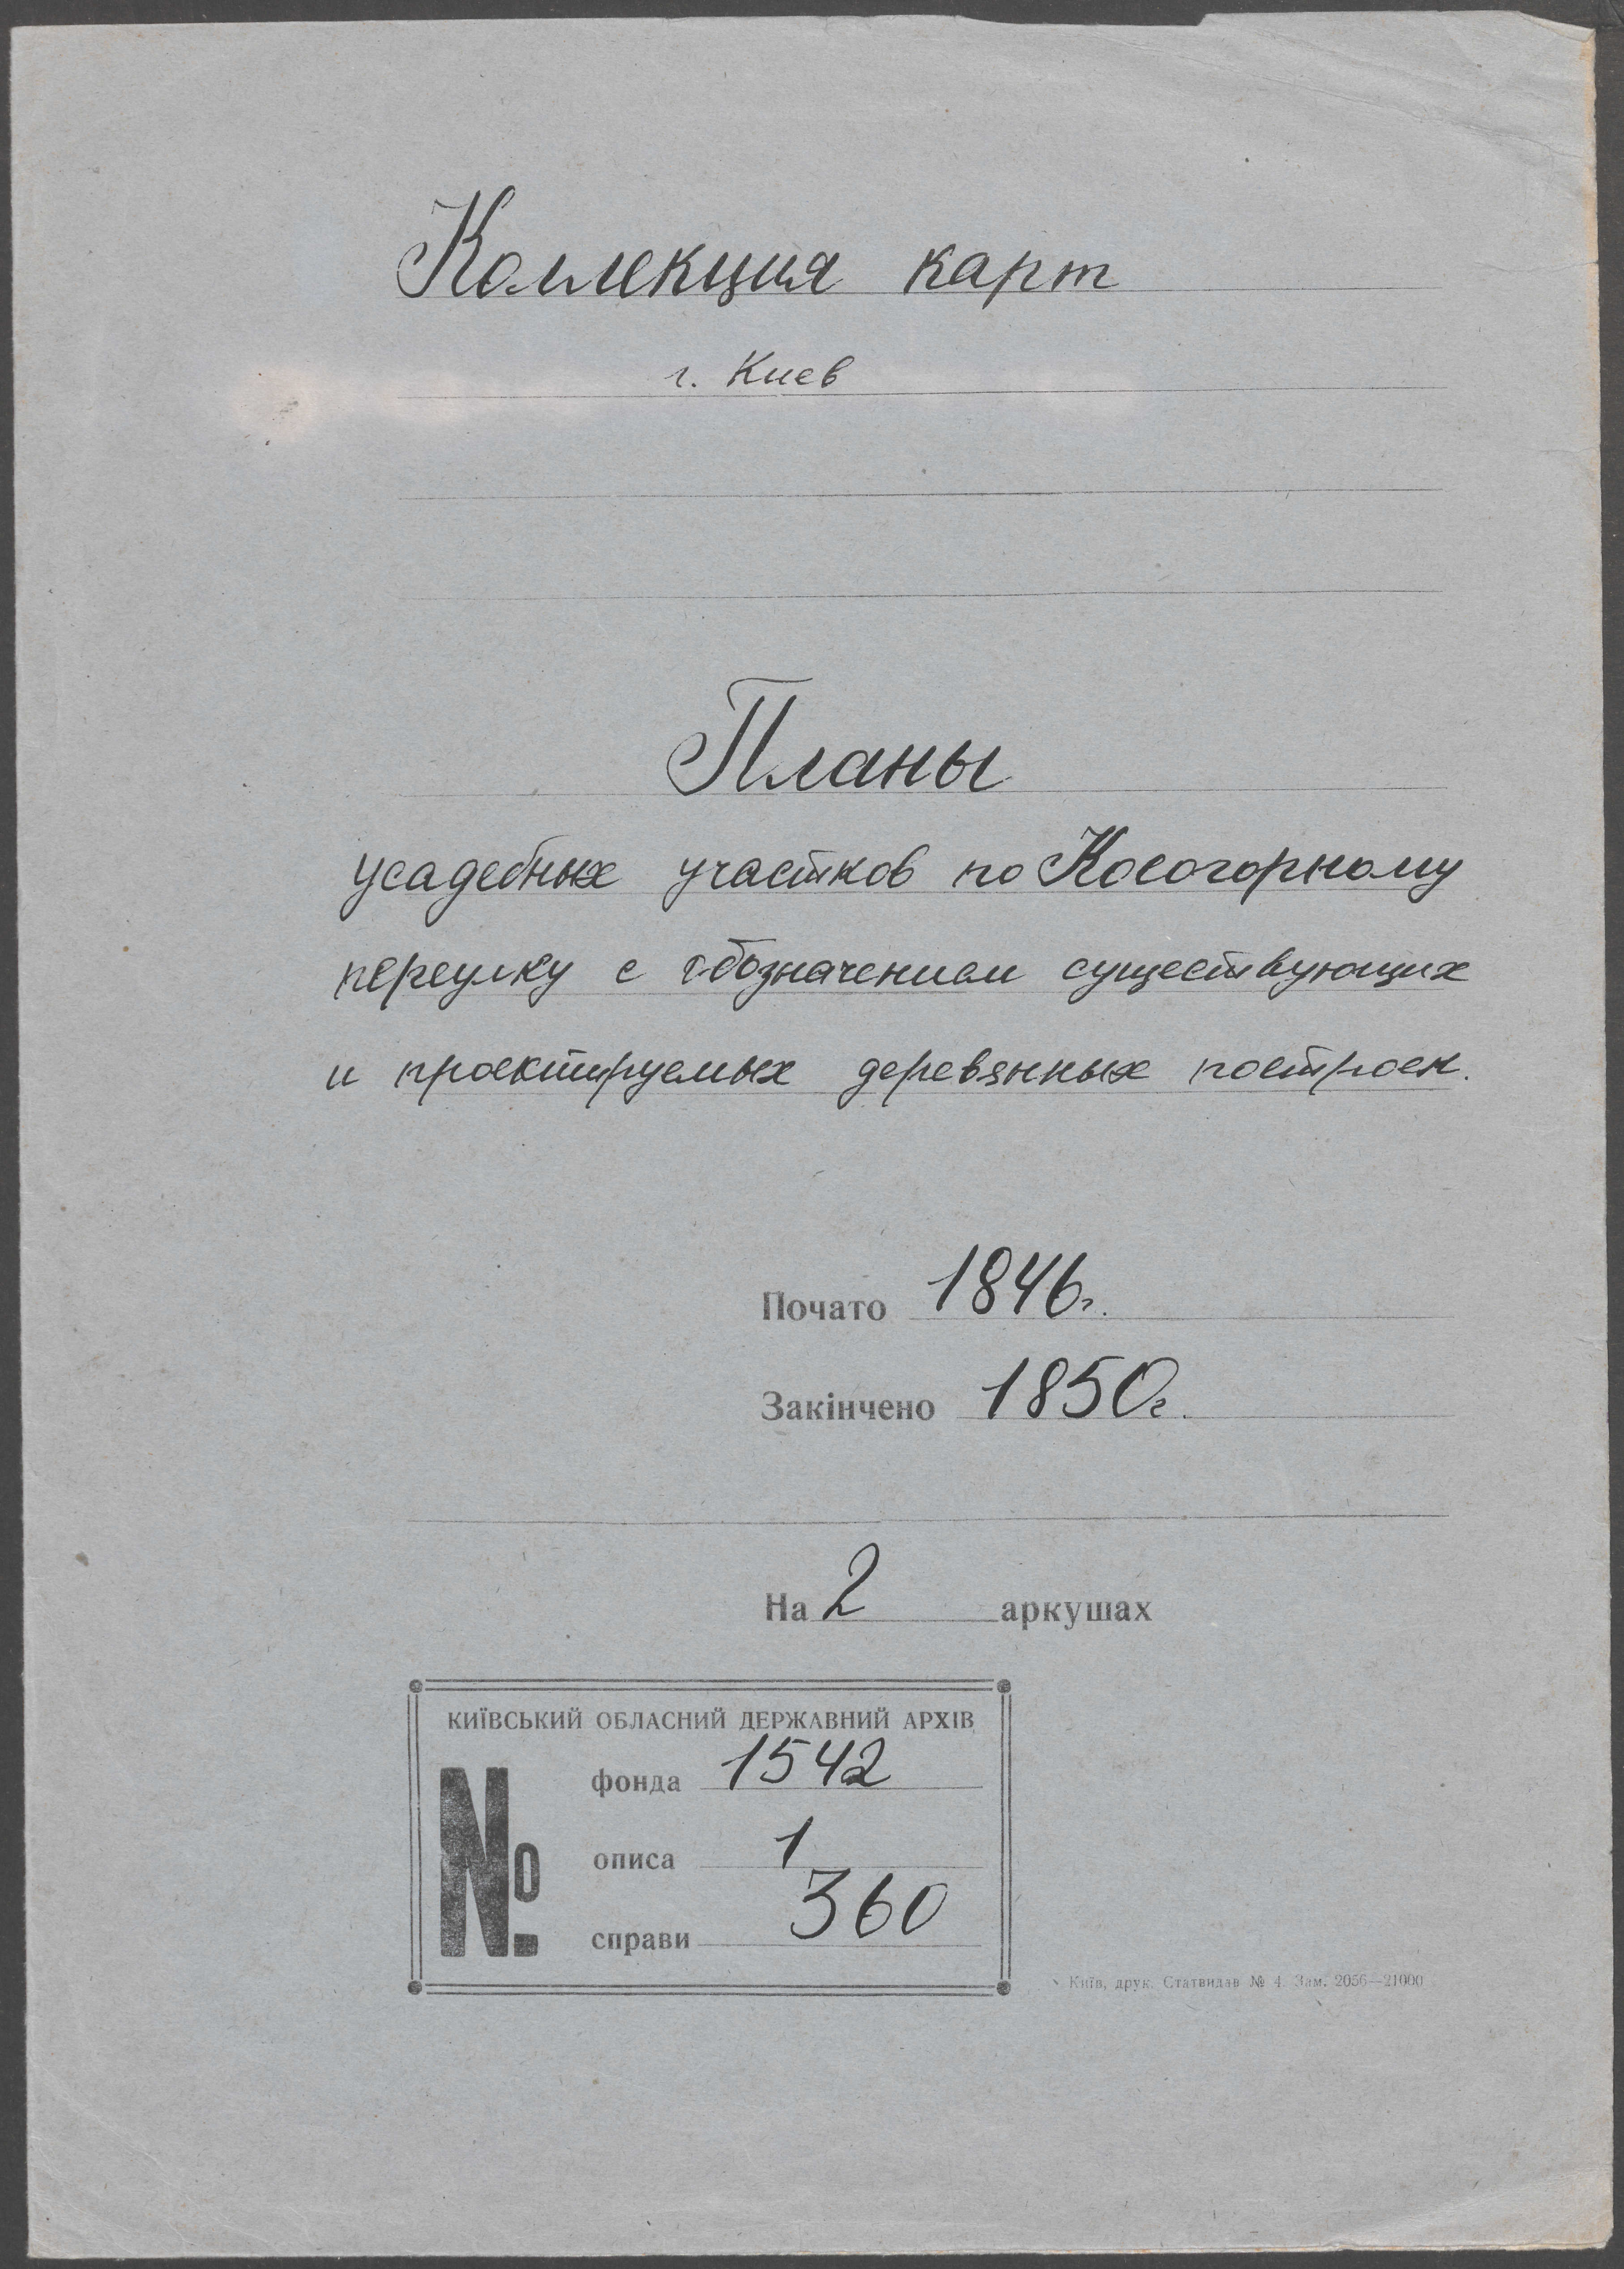 Коллекция карт
г. Киев
Планы
усадебных участков по Косогорному
переулку с обозначением существующих
и проектируемых деревянных построек.
Почато 1846г.
Закінчено 1850г.
На 2 аркушах
КИЇВСЬКИЙ ОБЛАСНИЙ ДЕРЖАВНИЙ АРХІВ
№
фонда 1542
описа 1
справи 360
Київ, друк. Статвидав № 4. Зам. 2056—21000